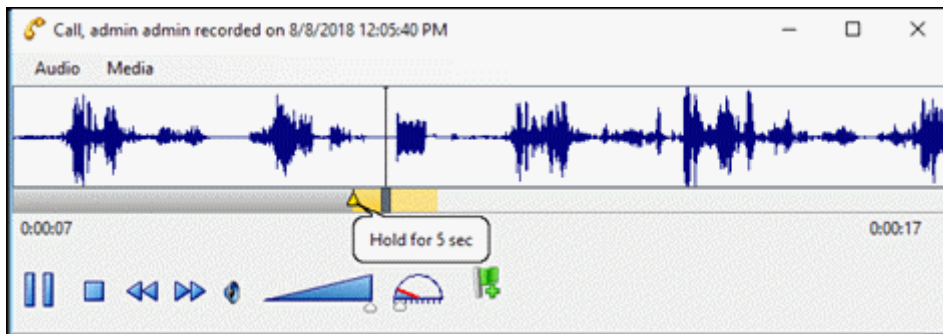 Call, admin admin recorded on 8/8/2018 12:05:40 PM
Audio Media
0:00:07 0:00:17
Hold for 5 sec